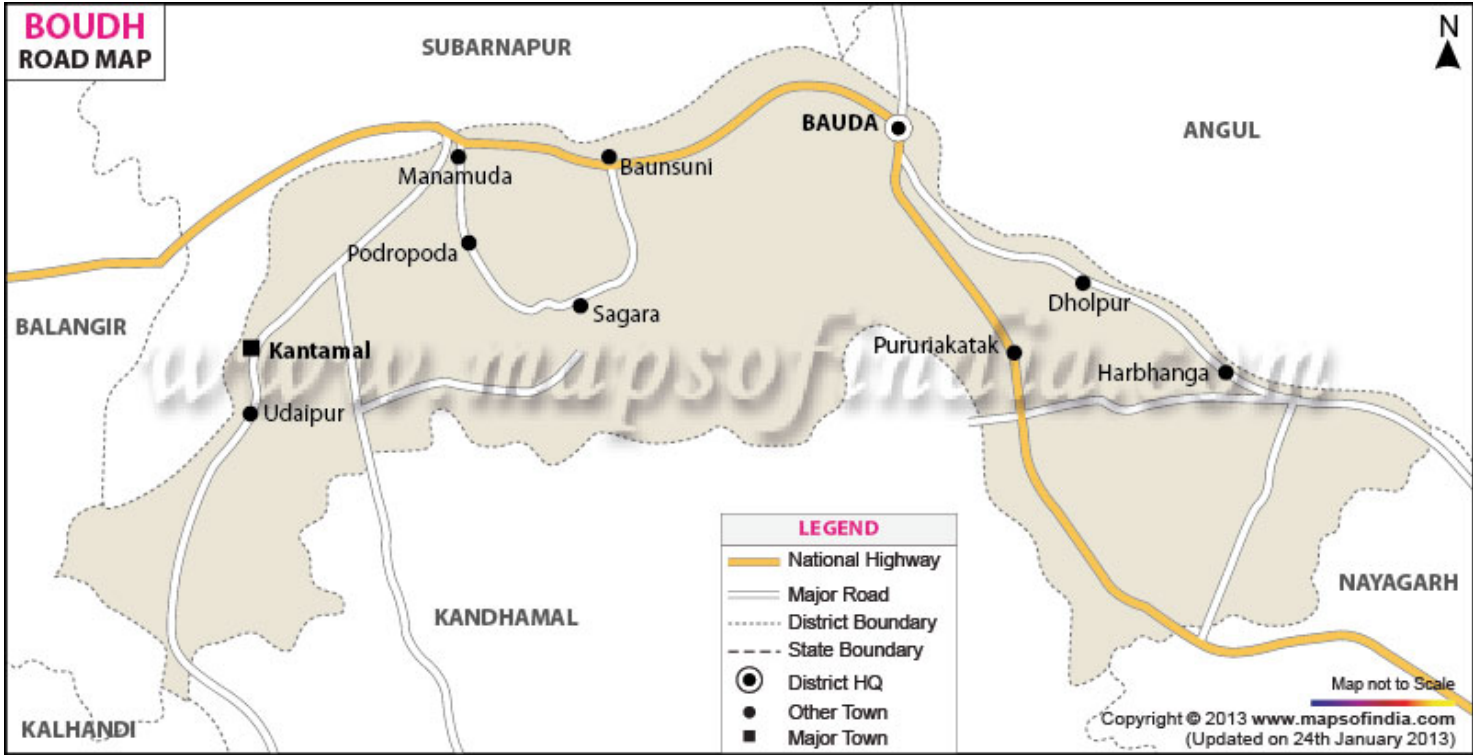 BOUDH
ROAD MAP
SUBARNAPUR
N
BAUDA
ANGUL
Manamuda
Baunsuni
Podropoda
Sagara
Dholpur
BALANGIR
Kantamal
Pururiakatak
Harbhanga
www.mapsofindia.com
Udaipur
KANDHAMAL
NAYAGARH
KALHANDI
LEGEND
National Highway
Major Road
District Boundary
State Boundary
District HQ
Other Town
Major Town
Map not to Scale
Copyright © 2013 www.mapsofindia.com
(Updated on 24th January 2013)